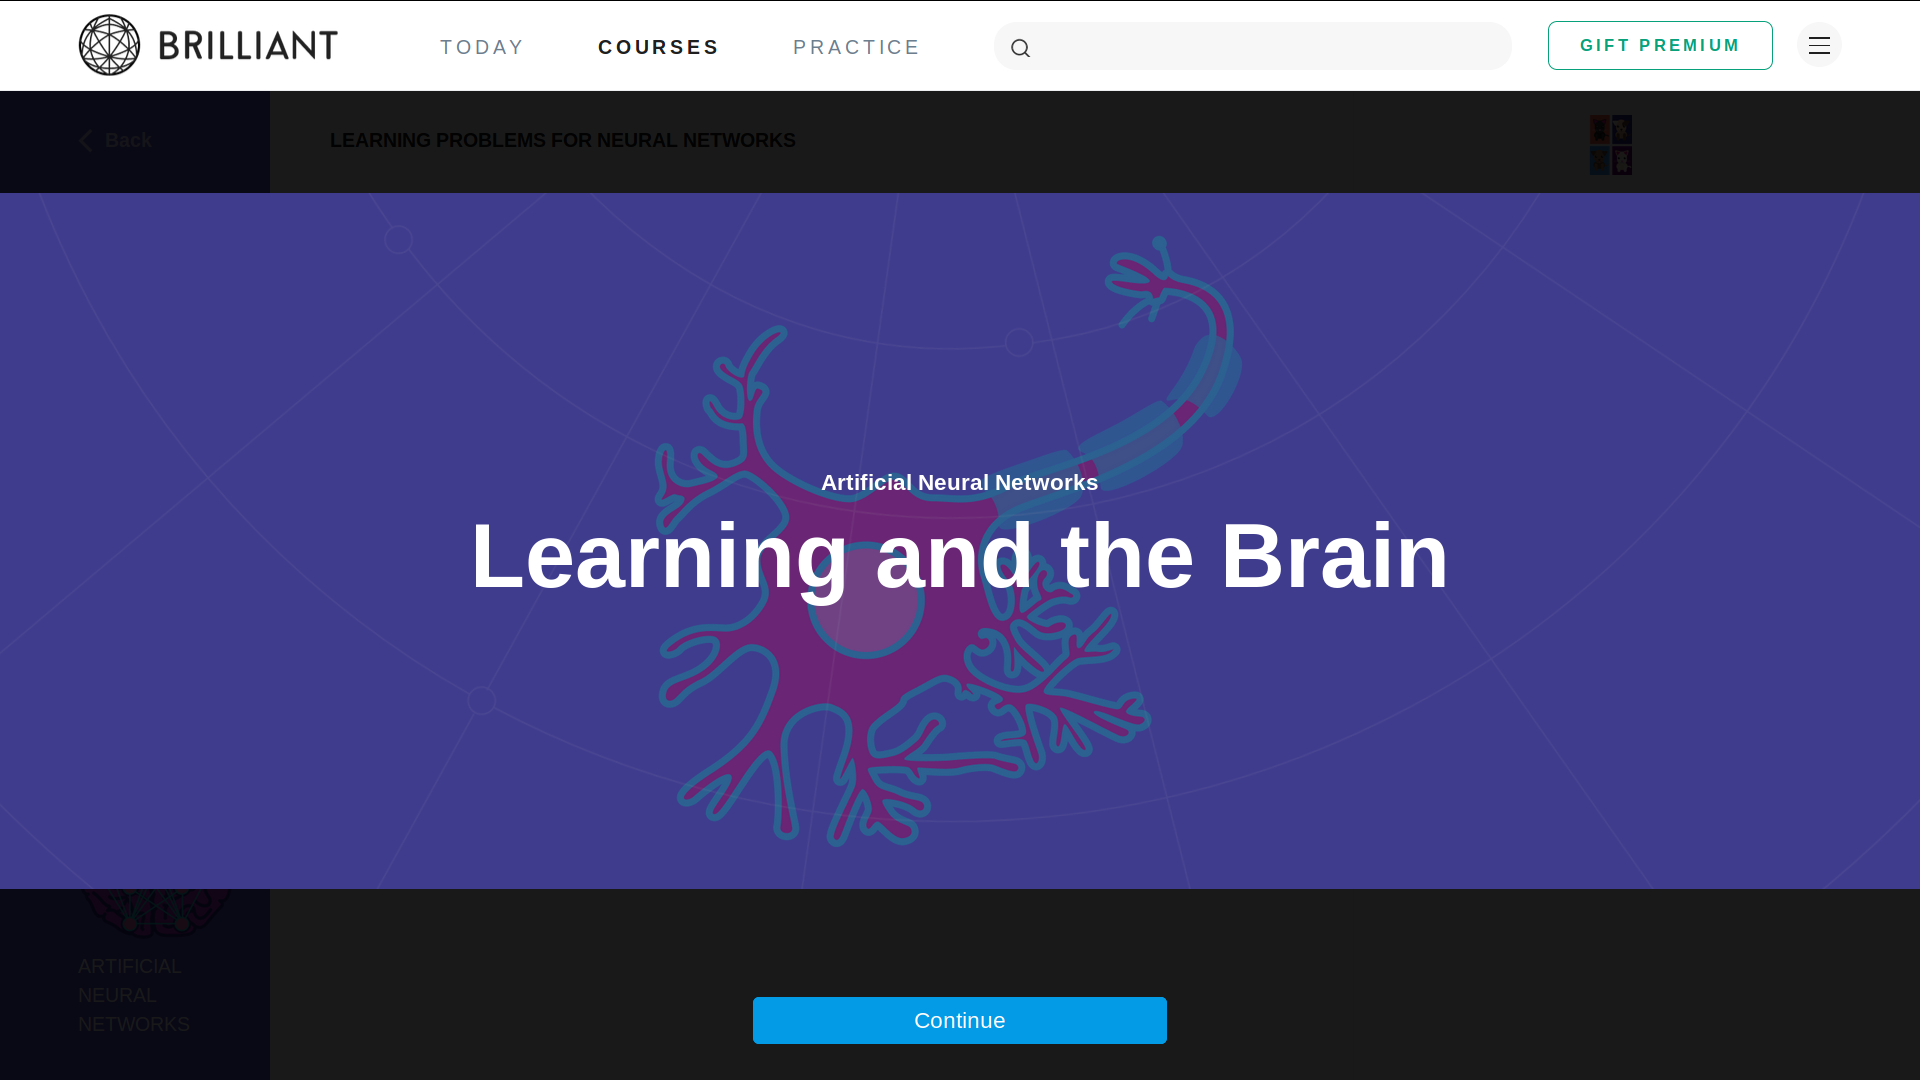 BRILLIANT
TODAY
COURSES
PRACTICE
GIFT PREMIUM
Back
LEARNING PROBLEMS FOR NEURAL NETWORKS
Artificial Neural Networks
Learning and the Brain
ARTIFICIAL
NEURAL
NETWORKS
Continue